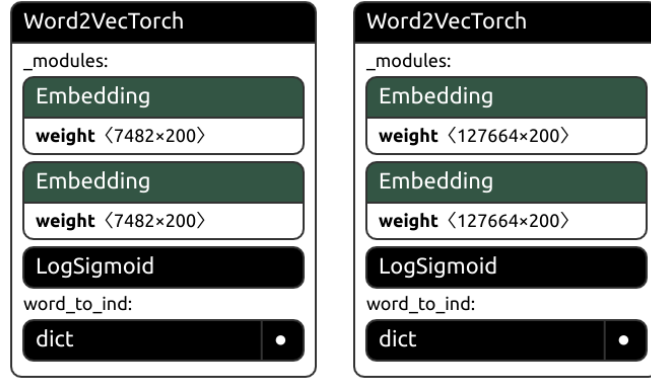 Word2VecTorch
_modules:
Embedding
weight〈7482×200〉
Embedding
weight〈7482×200〉
LogSigmoid
word_to_ind:
dict
Word2VecTorch
_modules:
Embedding
weight〈127664×200〉
Embedding
weight〈127664×200〉
LogSigmoid
word_to_ind:
dict